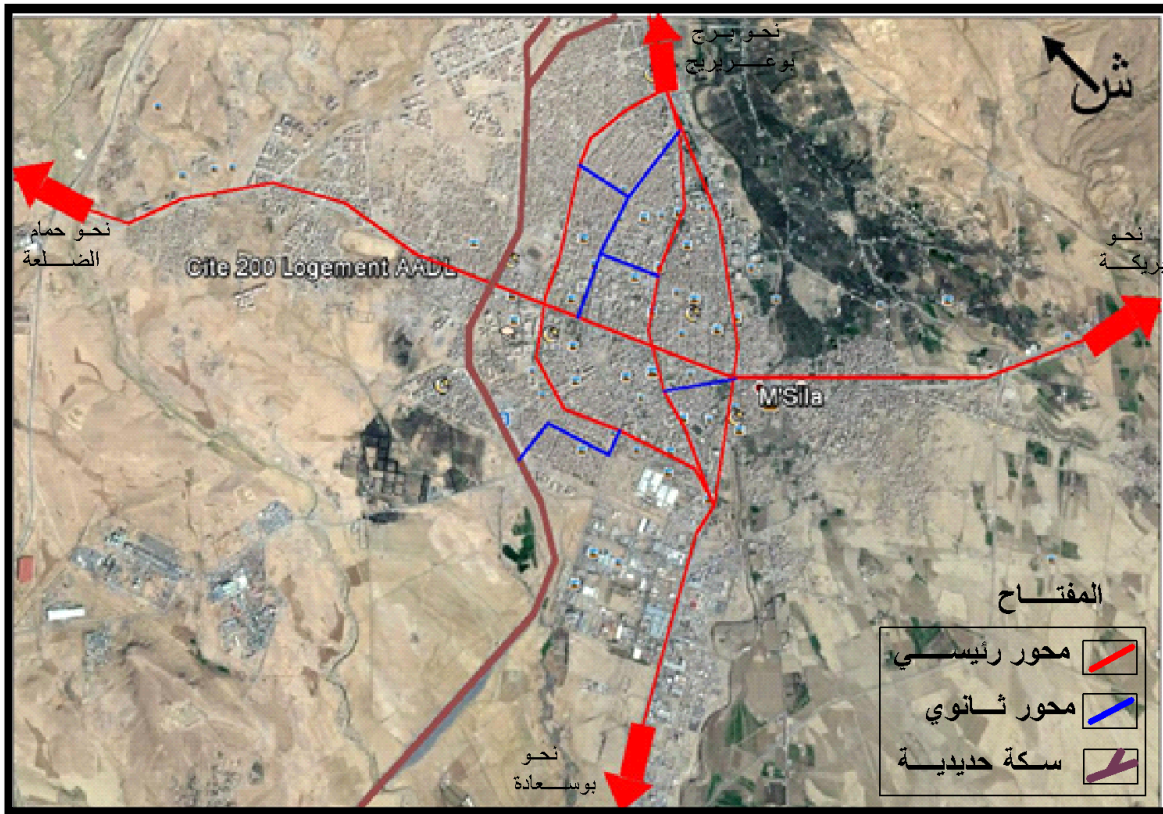 نحو برج
بوعريريج
ش
نحو حمام
الضلعة
نحو
بريكة
Cite 200 Logement AADL
M'Sila
نحو
بوسعادة
المفتاح
محور رئيسي
محور ثانوي
سكة حديدية